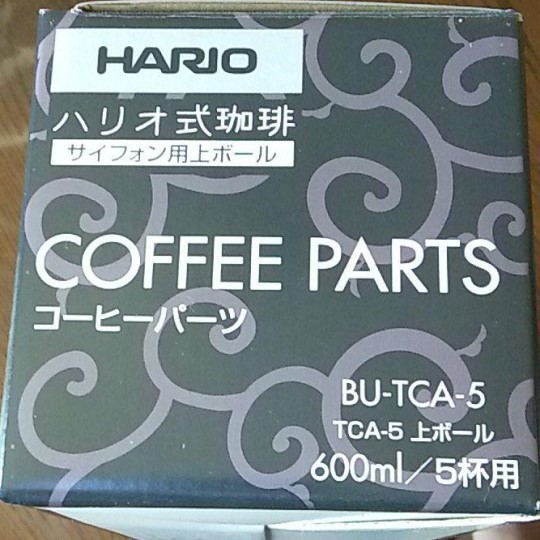 HARIO
ハリオ式珈琲
サイフォン用上ボール
COFFEE PARTS
コーヒーパーツ
BU-TCA-5
TCA-5 上ボール
600ml/5杯用